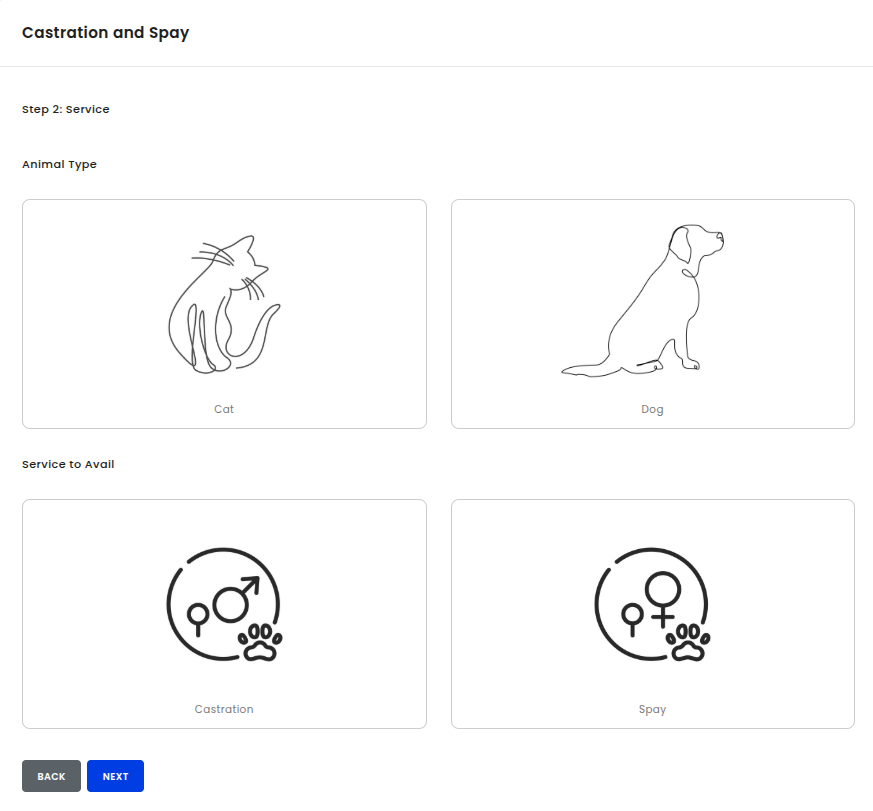 Castration and Spay
Step 2: Service
Animal Type
Cat
Dog
Service to Avail
Castration
Spay
BACK
NEXT